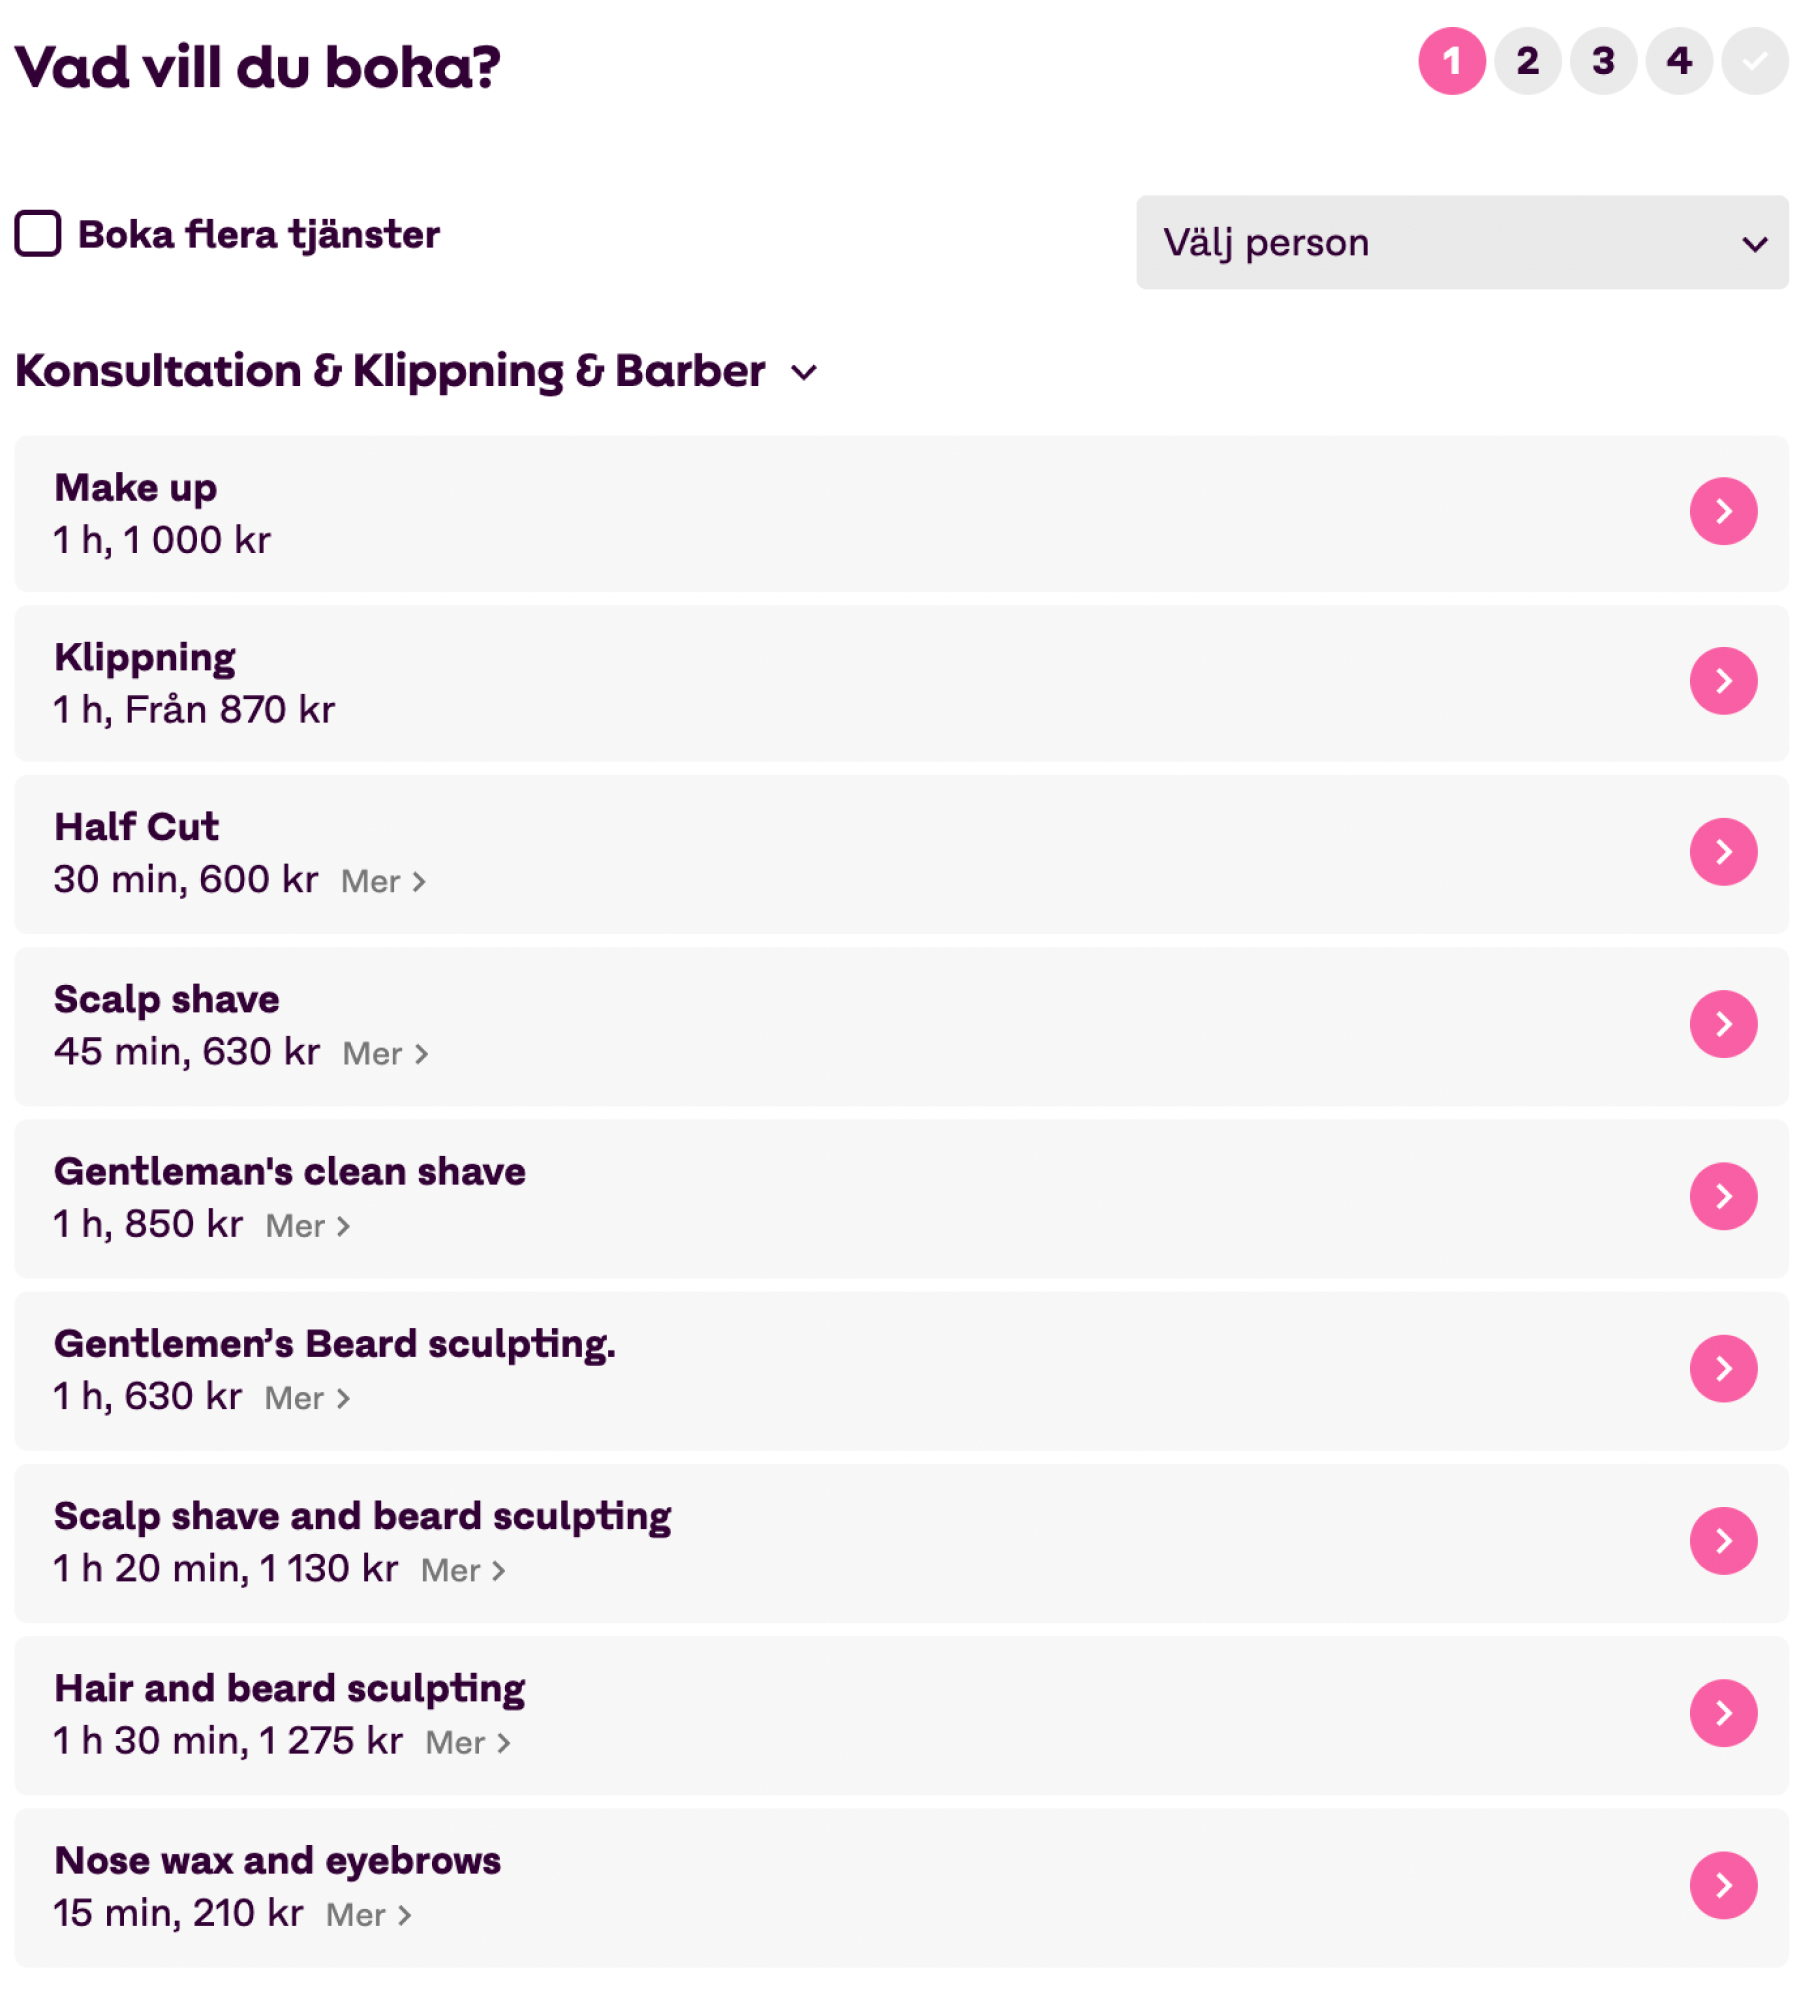 Vad vill du boka?
1 2 3 4
Boka flera tjänster
Välj person
Konsultation & Klippning & Barber
Make up
1 h, 1 000 kr
Klippning
1 h, Från 870 kr
Half Cut
30 min, 600 kr Mer
Scalp shave
45 min, 630 kr Mer
Gentleman's clean shave
1 h, 850 kr Mer
Gentlemen’s Beard sculpting.
1 h, 630 kr Mer
Scalp shave and beard sculpting
1 h 20 min, 1 130 kr Mer
Hair and beard sculpting
1 h 30 min, 1 275 kr Mer
Nose wax and eyebrows
15 min, 210 kr Mer